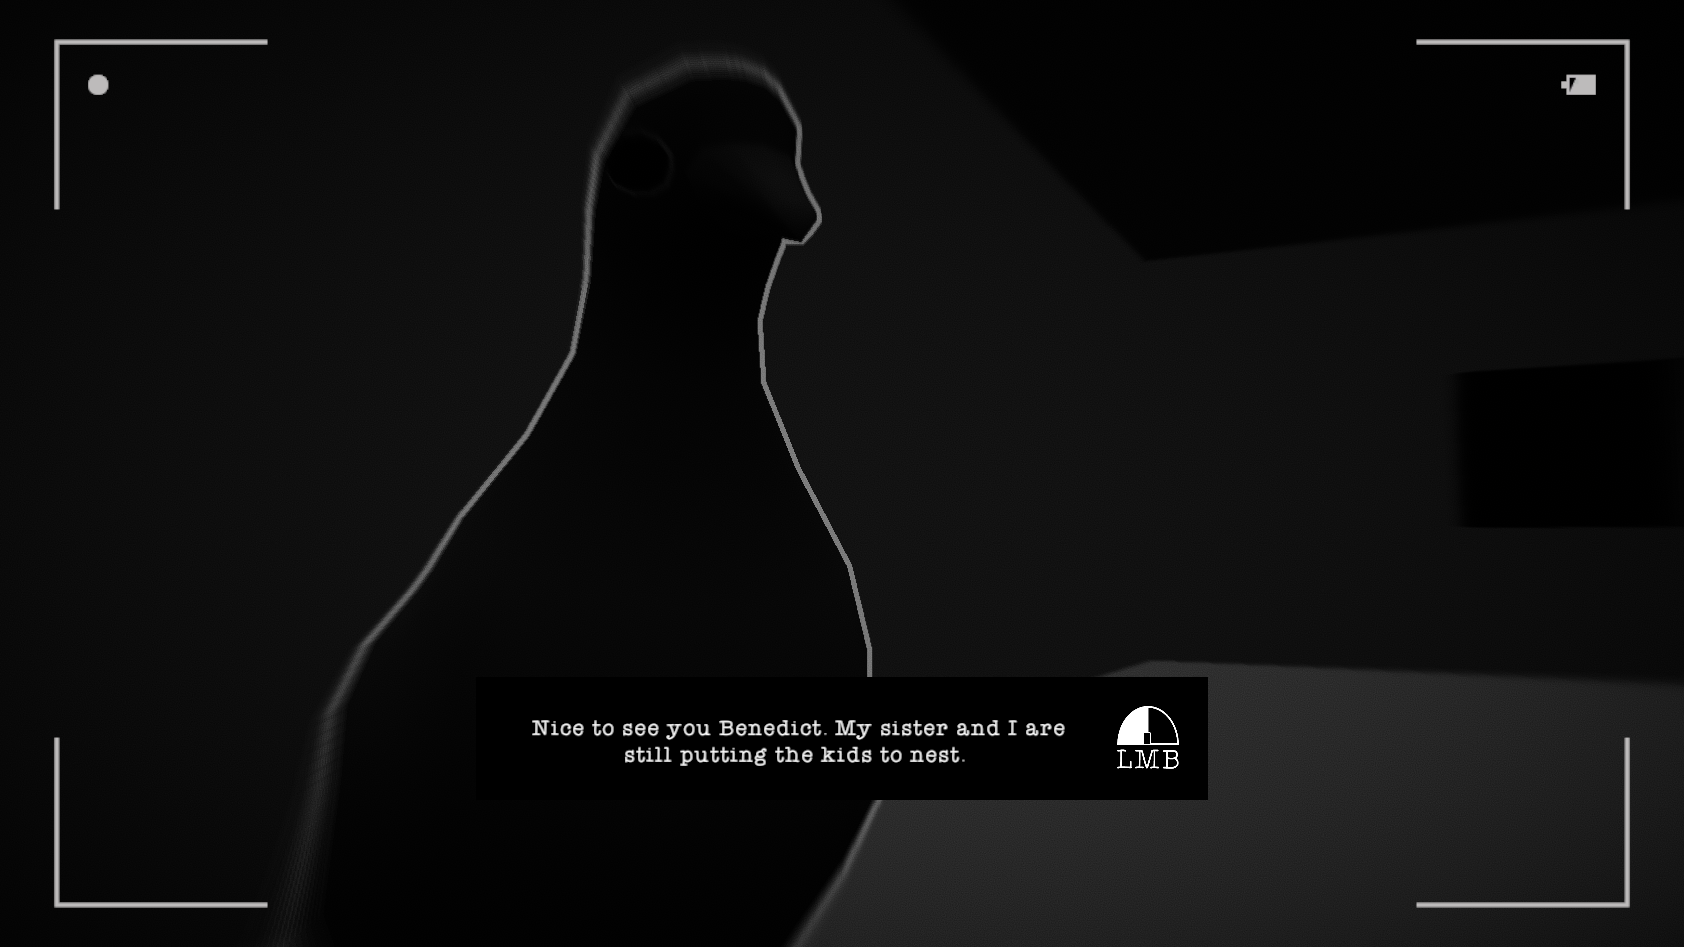 Nice to see you Benedict. My sister and I are
still putting the kids to nest.
LMB